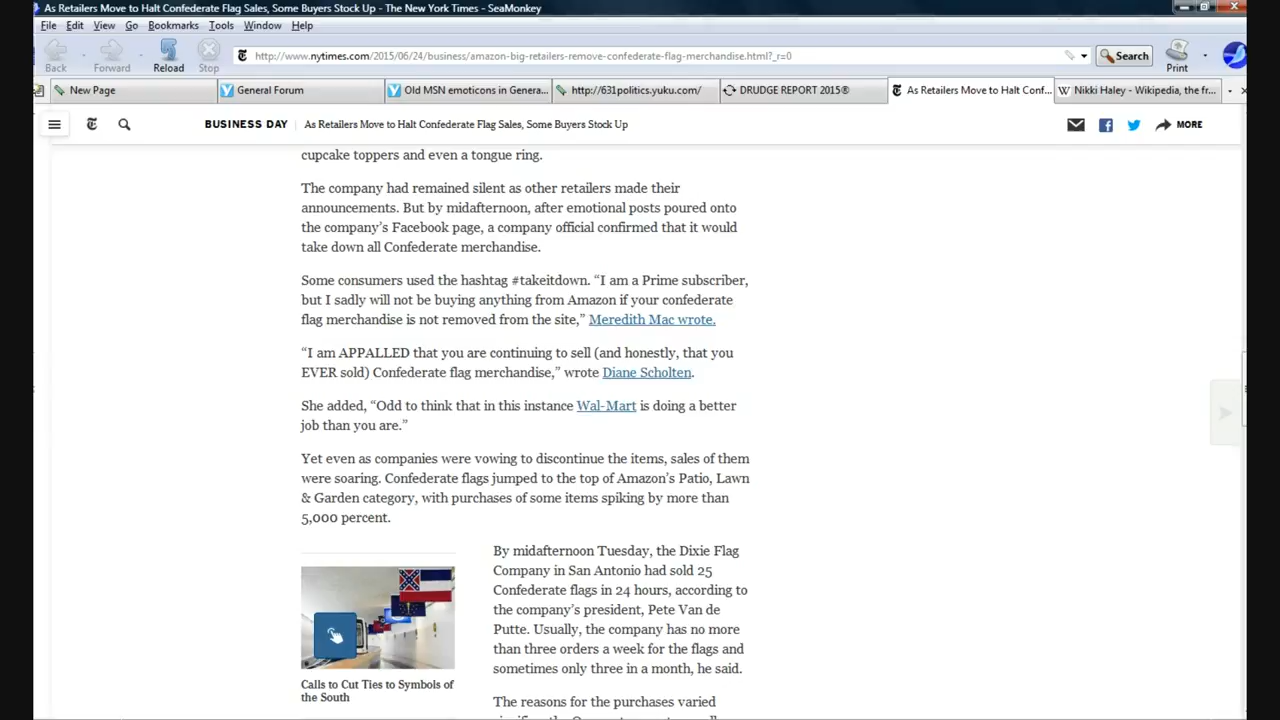 As Retailers Move to Halt Confederate Flag Sales, Some Buyers Stock Up - The New York Times - SeaMonkey
File Edit View Go Bookmarks Tools Window Help
Back Forward Reload Stop http://www.nytimes.com/2015/06/24/business/amazon-big-retailers-remove-confederate-flag-merchandise.html?_r=0 Search Print
New Page General Forum Old MSN emoticons in Genera... http://631politics.yuku.com/ DRUDGE REPORT 2015® As Retailers Move to Halt Conf... Nikki Haley - Wikipedia, the fr...
BUSINESS DAY As Retailers Move to Halt Confederate Flag Sales, Some Buyers Stock Up MORE
cupcake toppers and even a tongue ring.
The company had remained silent as other retailers made their
announcements. But by midafternoon, after emotional posts poured onto
the company’s Facebook page, a company official confirmed that it would
take down all Confederate merchandise.
Some consumers used the hashtag #takeitdown. “I am a Prime subscriber,
but I sadly will not be buying anything from Amazon if your confederate
flag merchandise is not removed from the site,” Meredith Mac wrote.
“I am APPALLED that you are continuing to sell (and honestly, that you
EVER sold) Confederate flag merchandise,” wrote Diane Scholten.
She added, “Odd to think that in this instance Wal-Mart is doing a better
job than you are.”
Yet even as companies were vowing to discontinue the items, sales of them
were soaring. Confederate flags jumped to the top of Amazon’s Patio, Lawn
& Garden category, with purchases of some items spiking by more than
5,000 percent.
By midafternoon Tuesday, the Dixie Flag
Company in San Antonio had sold 25
Confederate flags in 24 hours, according to
the company’s president, Pete Van de
Putte. Usually, the company has no more
than three orders a week for the flags and
sometimes only three in a month, he said.
Calls to Cut Ties to Symbols of
the South
The reasons for the purchases varied